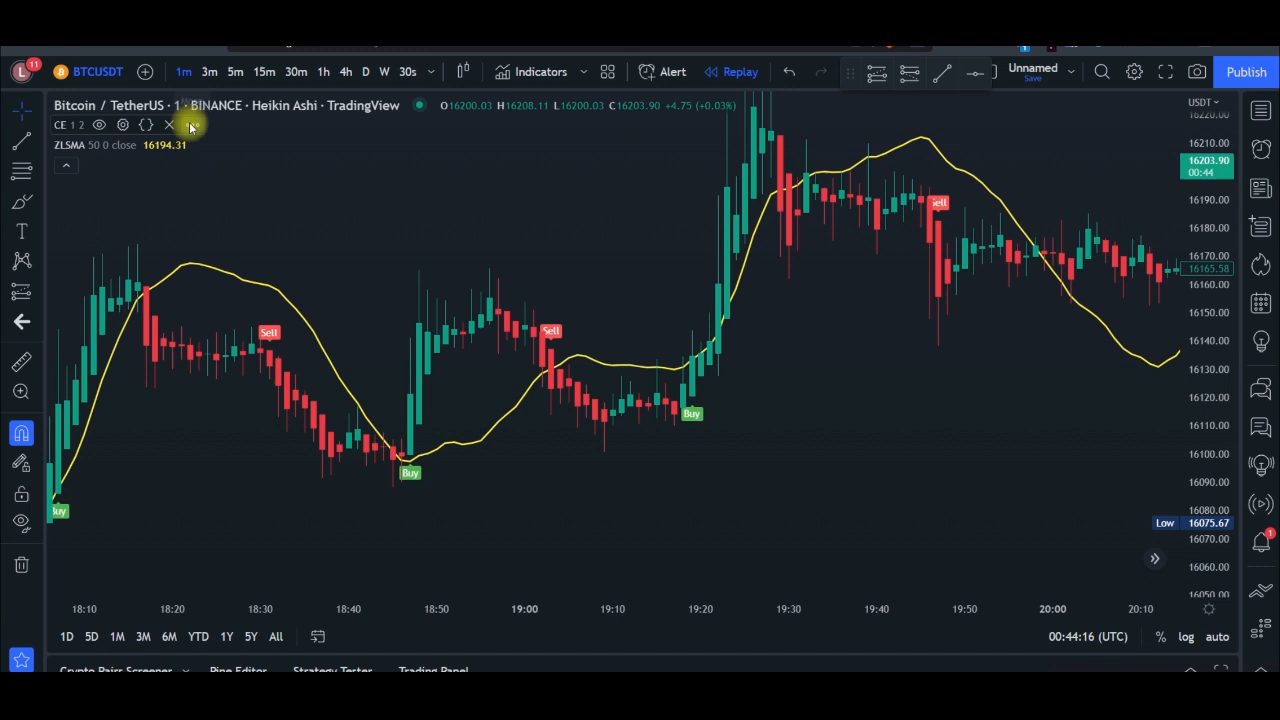 L 11 BTCUSDT 1m 3m 5m 15m 30m 1h 4h D W 30s Indicators Alert Replay Unnamed Save Publish
Bitcoin / TetherUS · 1 · BINANCE · Heikin Ashi · TradingView O16200.03 H16208.11 L16200.03 C16203.90 +4.75 (+0.03%) USDT
CE 1 2
ZLSMA 50 0 close 16194.31
16220.00
16210.00
16203.90
00:44
16190.00
16180.00
16170.00
16165.58
16160.00
16150.00
16140.00
16130.00
16120.00
16110.00
16100.00
16090.00
16080.00
Low 16075.67
16070.00
16060.00
16050.00
Sell
Sell
Sell
Buy
Buy
uy
18:10 18:20 18:30 18:40 18:50 19:00 19:10 19:20 19:30 19:40 19:50 20:00 20:10
1D 5D 1M 3M 6M YTD 1Y 5Y All 00:44:16 (UTC) % log auto
Crypto Pairs Screener Pine Editor Strategy Tester Trading Panel
1